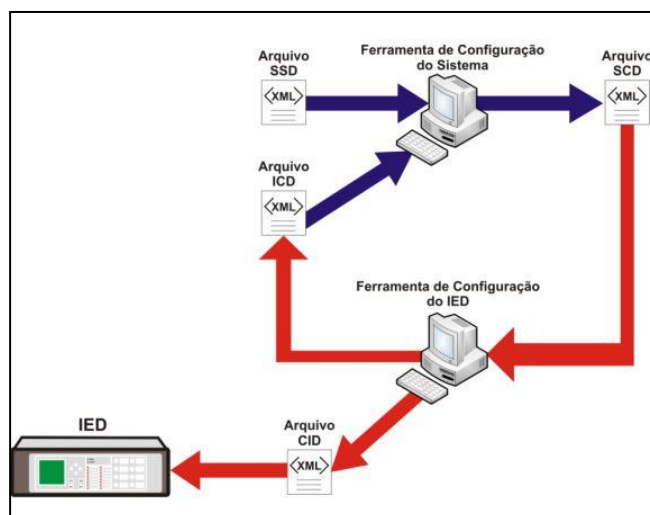 Arquivo
SSD
<XML>
Ferramenta de Configuração
do Sistema
Arquivo
SCD
<XML>
Arquivo
ICD
<XML>
Ferramenta de Configuração
do IED
IED
Arquivo
CID
<XML>